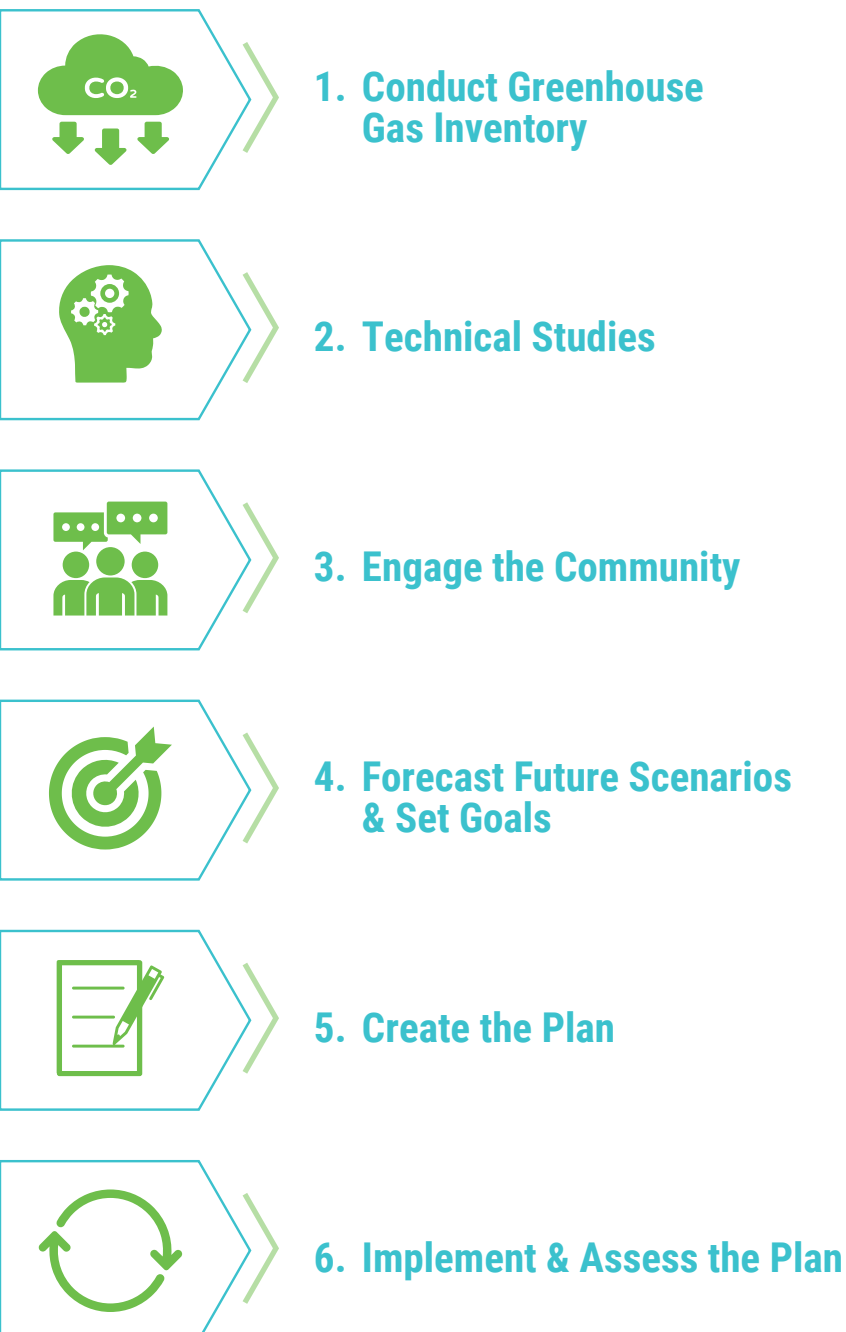 CO₂
1. Conduct Greenhouse
Gas Inventory
2. Technical Studies
3. Engage the Community
4. Forecast Future Scenarios
& Set Goals
5. Create the Plan
6. Implement & Assess the Plan